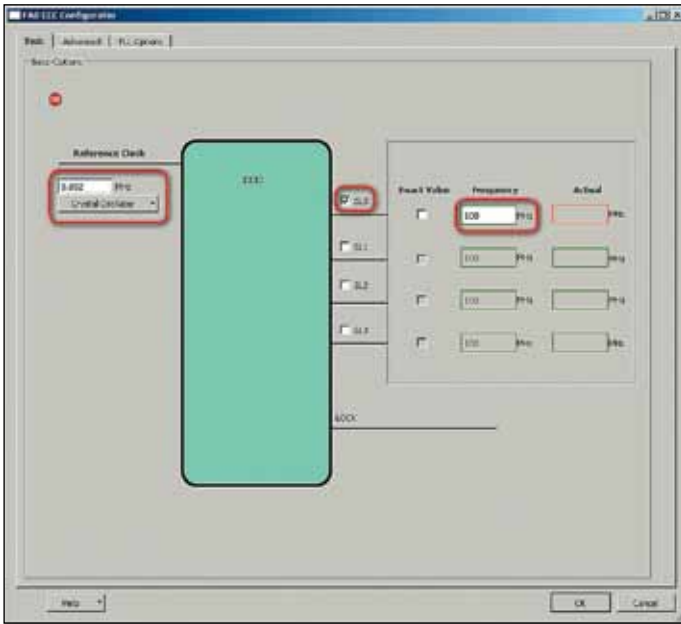 FAB CCC Configurator
Basic Advanced PLL Options
Basic Options
Reference Clock
MHz
Crystal Oscillator
CCC
GL0
GL1
GL2
GL3
LOCK
Exact Value Frequency Actual
100 MHz MHz
100 MHz MHz
100 MHz MHz
100 MHz MHz
Help OK Cancel